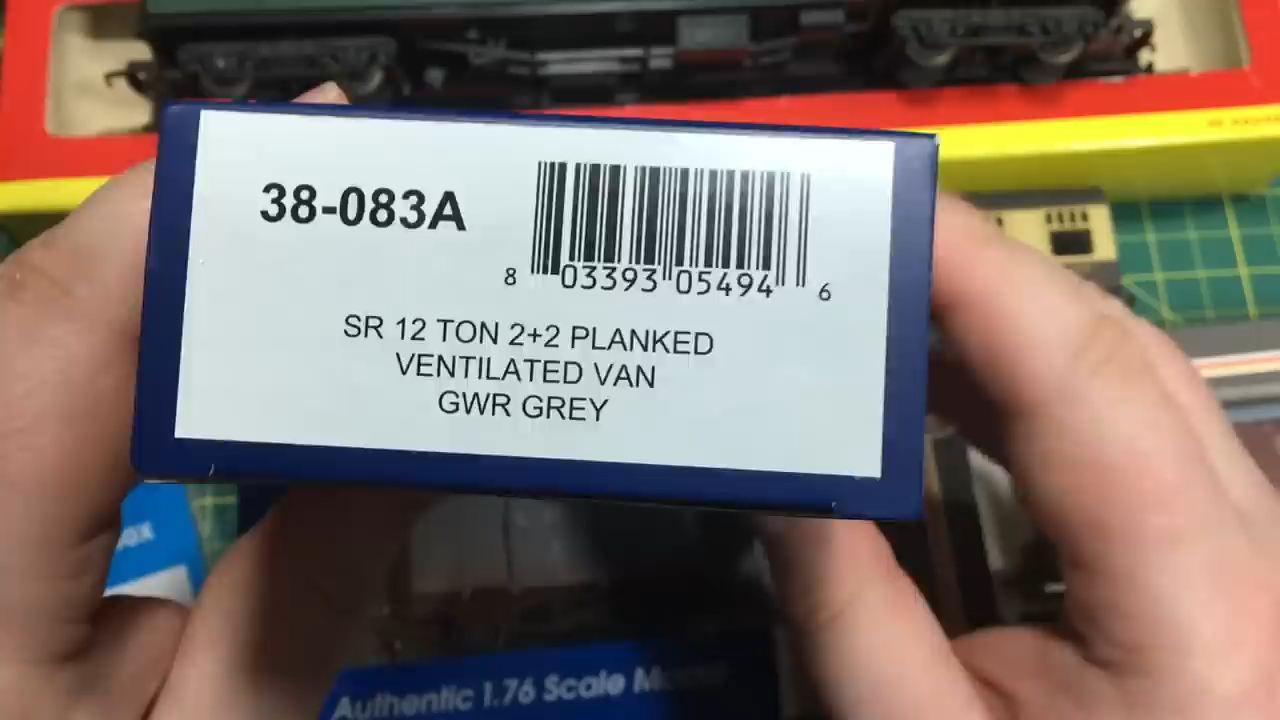 38-083A
8 03393 05494 6
SR 12 TON 2+2 PLANKED
VENTILATED VAN
GWR GREY
Authentic 1.76 Scale